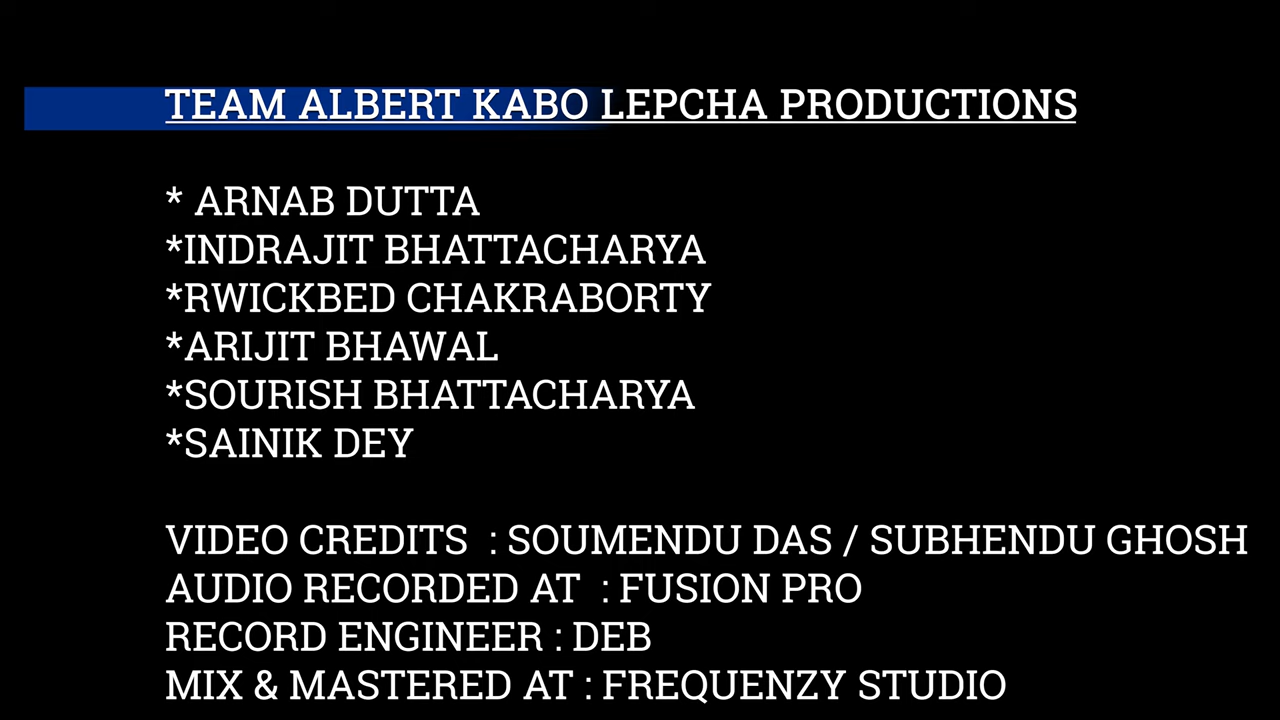 TEAM ALBERT KABO LEPCHA PRODUCTIONS
* ARNAB DUTTA
*INDRAJIT BHATTACHARYA
*RWICKBED CHAKRABORTY
*ARIJIT BHAWAL
*SOURISH BHATTACHARYA
*SAINIK DEY
VIDEO CREDITS : SOUMENDU DAS / SUBHENDU GHOSH
AUDIO RECORDED AT : FUSION PRO
RECORD ENGINEER : DEB
MIX & MASTERED AT : FREQUENZY STUDIO